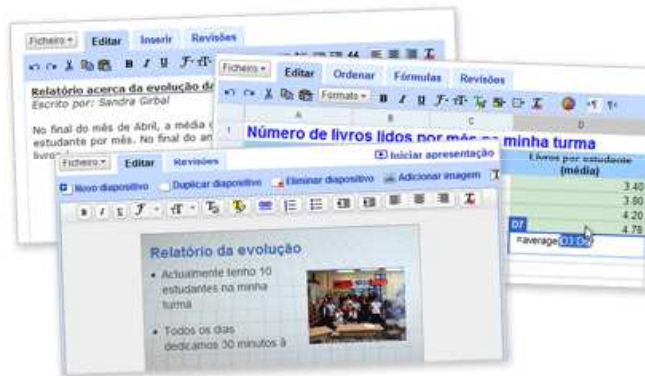 Ficheiro Editar Inserir Revisões
B I U
Relatório acerca da evolução da
Escrito por: Sandra Girbal
No final do mês de Abril, a média
estudante por mês. No final do
Ficheiro Editar Ordenar Fórmulas Revisões
Formato B I U
A B C D
1 Número de livros lidos por mês na minha turma
Livros por estudante
(média)
3.40
3.80
4.20
4.78
D7
=average(D3:D6)
Ficheiro Editar Revisões Iniciar apresentação
Novo dispositivo Duplicar diapositivo Eliminar diapositivo Adicionar imagem
B I U
Relatório da evolução
• Actualmente tenho 10
estudantes na minha
turma
• Todos os dias
dedicamos 30 minutos à